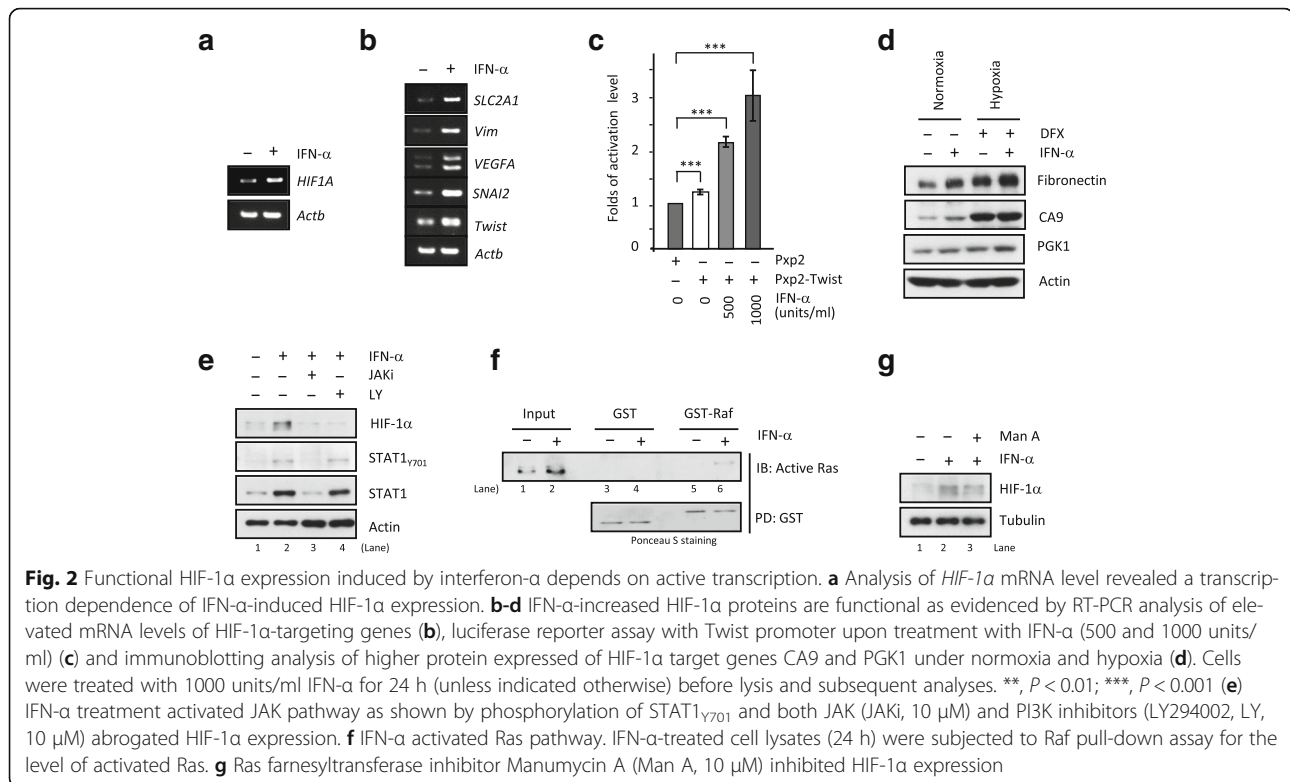 a
– + IFN-α
HIF1A
Actb
b
– + IFN-α
SLC2A1
Vim
VEGFA
SNAI2
Twist
Actb
c
***
***
***
Folds of activation level
3
2
1
0
+ – – – Pxp2
– + + + Pxp2-Twist
0 0 500 1000 IFN-α
(units/ml)
d
Normoxia Hypoxia
– – + + DFX
– + – + IFN-α
Fibronectin
CA9
PGK1
Actin
e
– + + + IFN-α
– – + – JAKi
– – – + LY
HIF-1α
STAT1Y701
STAT1
Actin
1 2 3 4 (Lane)
f
Input GST GST-Raf
– + – + – + IFN-α
IB: Active Ras
Lane) 1 2 3 4 5 6
PD: GST
Ponceau S staining
g
– – + Man A
– + + IFN-α
HIF-1α
Tubulin
1 2 3 Lane
Fig. 2 Functional HIF-1α expression induced by interferon-α depends on active transcription. a Analysis of HIF-1α mRNA level revealed a transcrip-
tion dependence of IFN-α-induced HIF-1α expression. b-d IFN-α-increased HIF-1α proteins are functional as evidenced by RT-PCR analysis of ele-
vated mRNA levels of HIF-1α-targeting genes (b), luciferase reporter assay with Twist promoter upon treatment with IFN-α (500 and 1000 units/
ml) (c) and immunoblotting analysis of higher protein expressed of HIF-1α target genes CA9 and PGK1 under normoxia and hypoxia (d). Cells
were treated with 1000 units/ml IFN-α for 24 h (unless indicated otherwise) before lysis and subsequent analyses. **, P < 0.01; ***, P < 0.001 (e)
IFN-α treatment activated JAK pathway as shown by phosphorylation of STAT1Y701 and both JAK (JAKi, 10 μM) and PI3K inhibitors (LY294002, LY,
10 μM) abrogated HIF-1α expression. f IFN-α activated Ras pathway. IFN-α-treated cell lysates (24 h) were subjected to Raf pull-down assay for the
level of activated Ras. g Ras farnesyltransferase inhibitor Manumycin A (Man A, 10 μM) inhibited HIF-1α expression